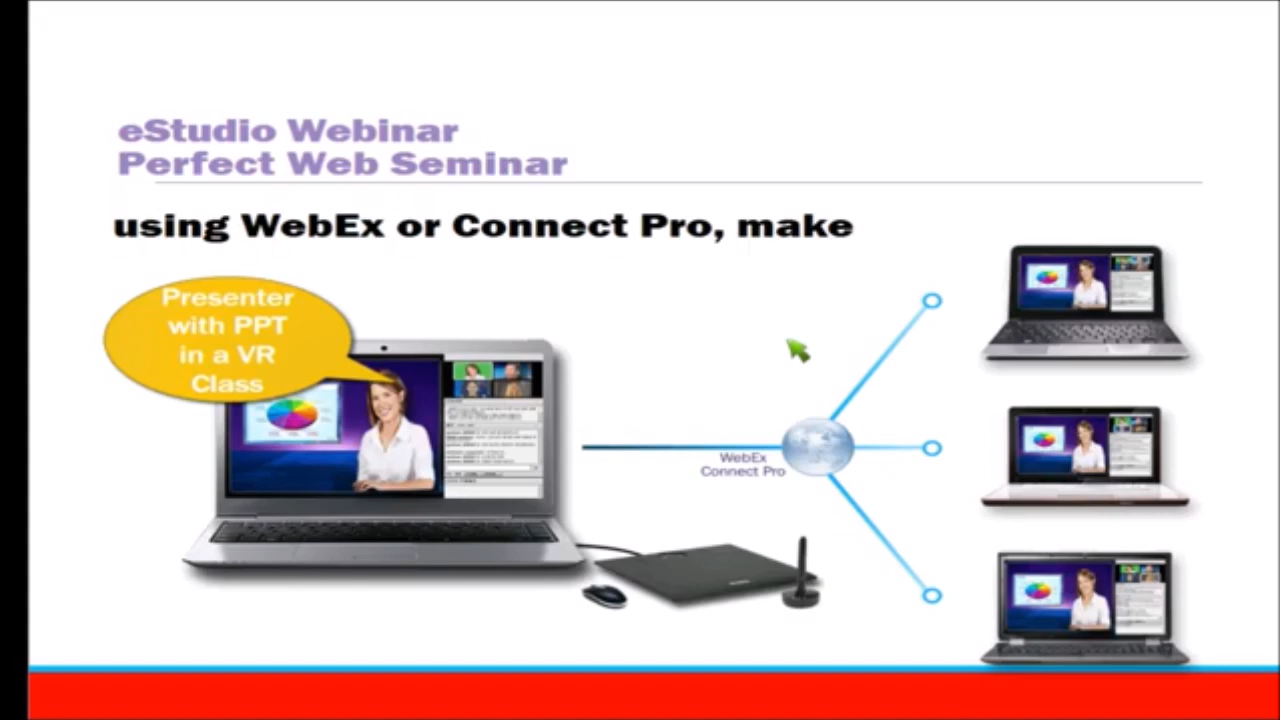 eStudio Webinar
Perfect Web Seminar
using WebEx or Connect Pro, make
Presenter
with PPT
in a VR
Class
WebEx
Connect Pro